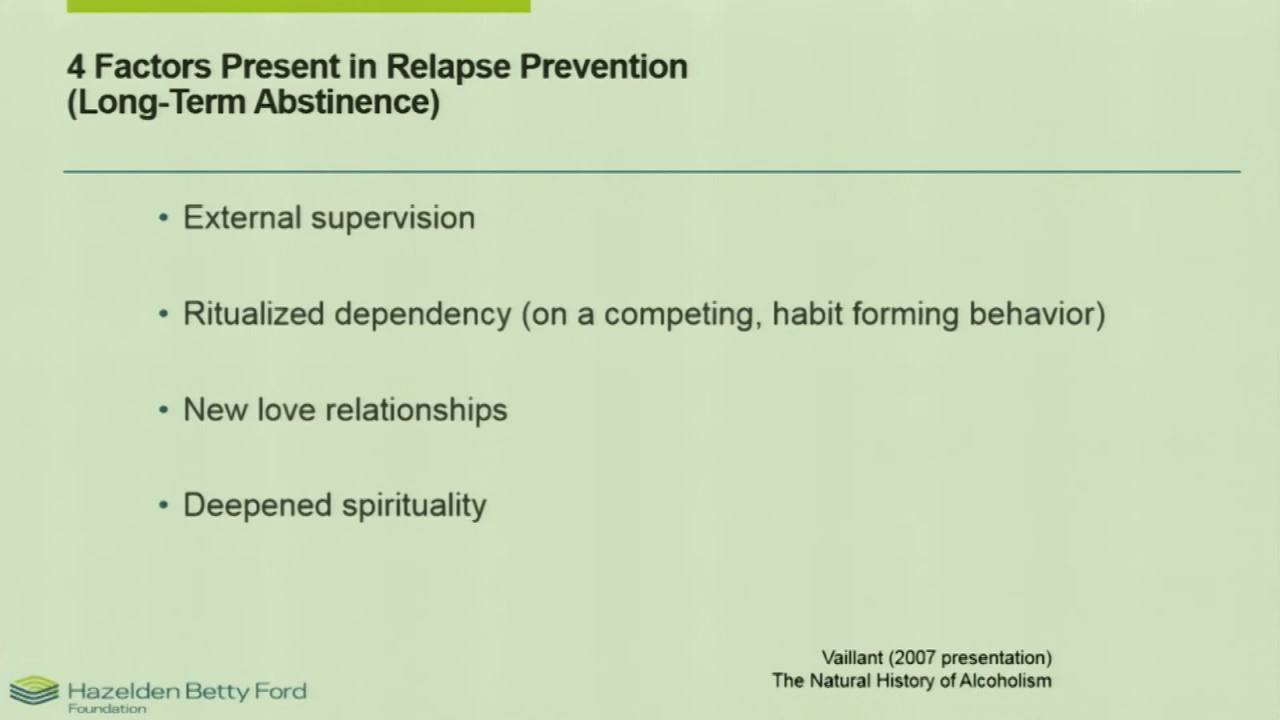 4 Factors Present in Relapse Prevention
(Long-Term Abstinence)
• External supervision
• Ritualized dependency (on a competing, habit forming behavior)
• New love relationships
• Deepened spirituality
Vaillant (2007 presentation)
The Natural History of Alcoholism
Hazelden Betty Ford
Foundation